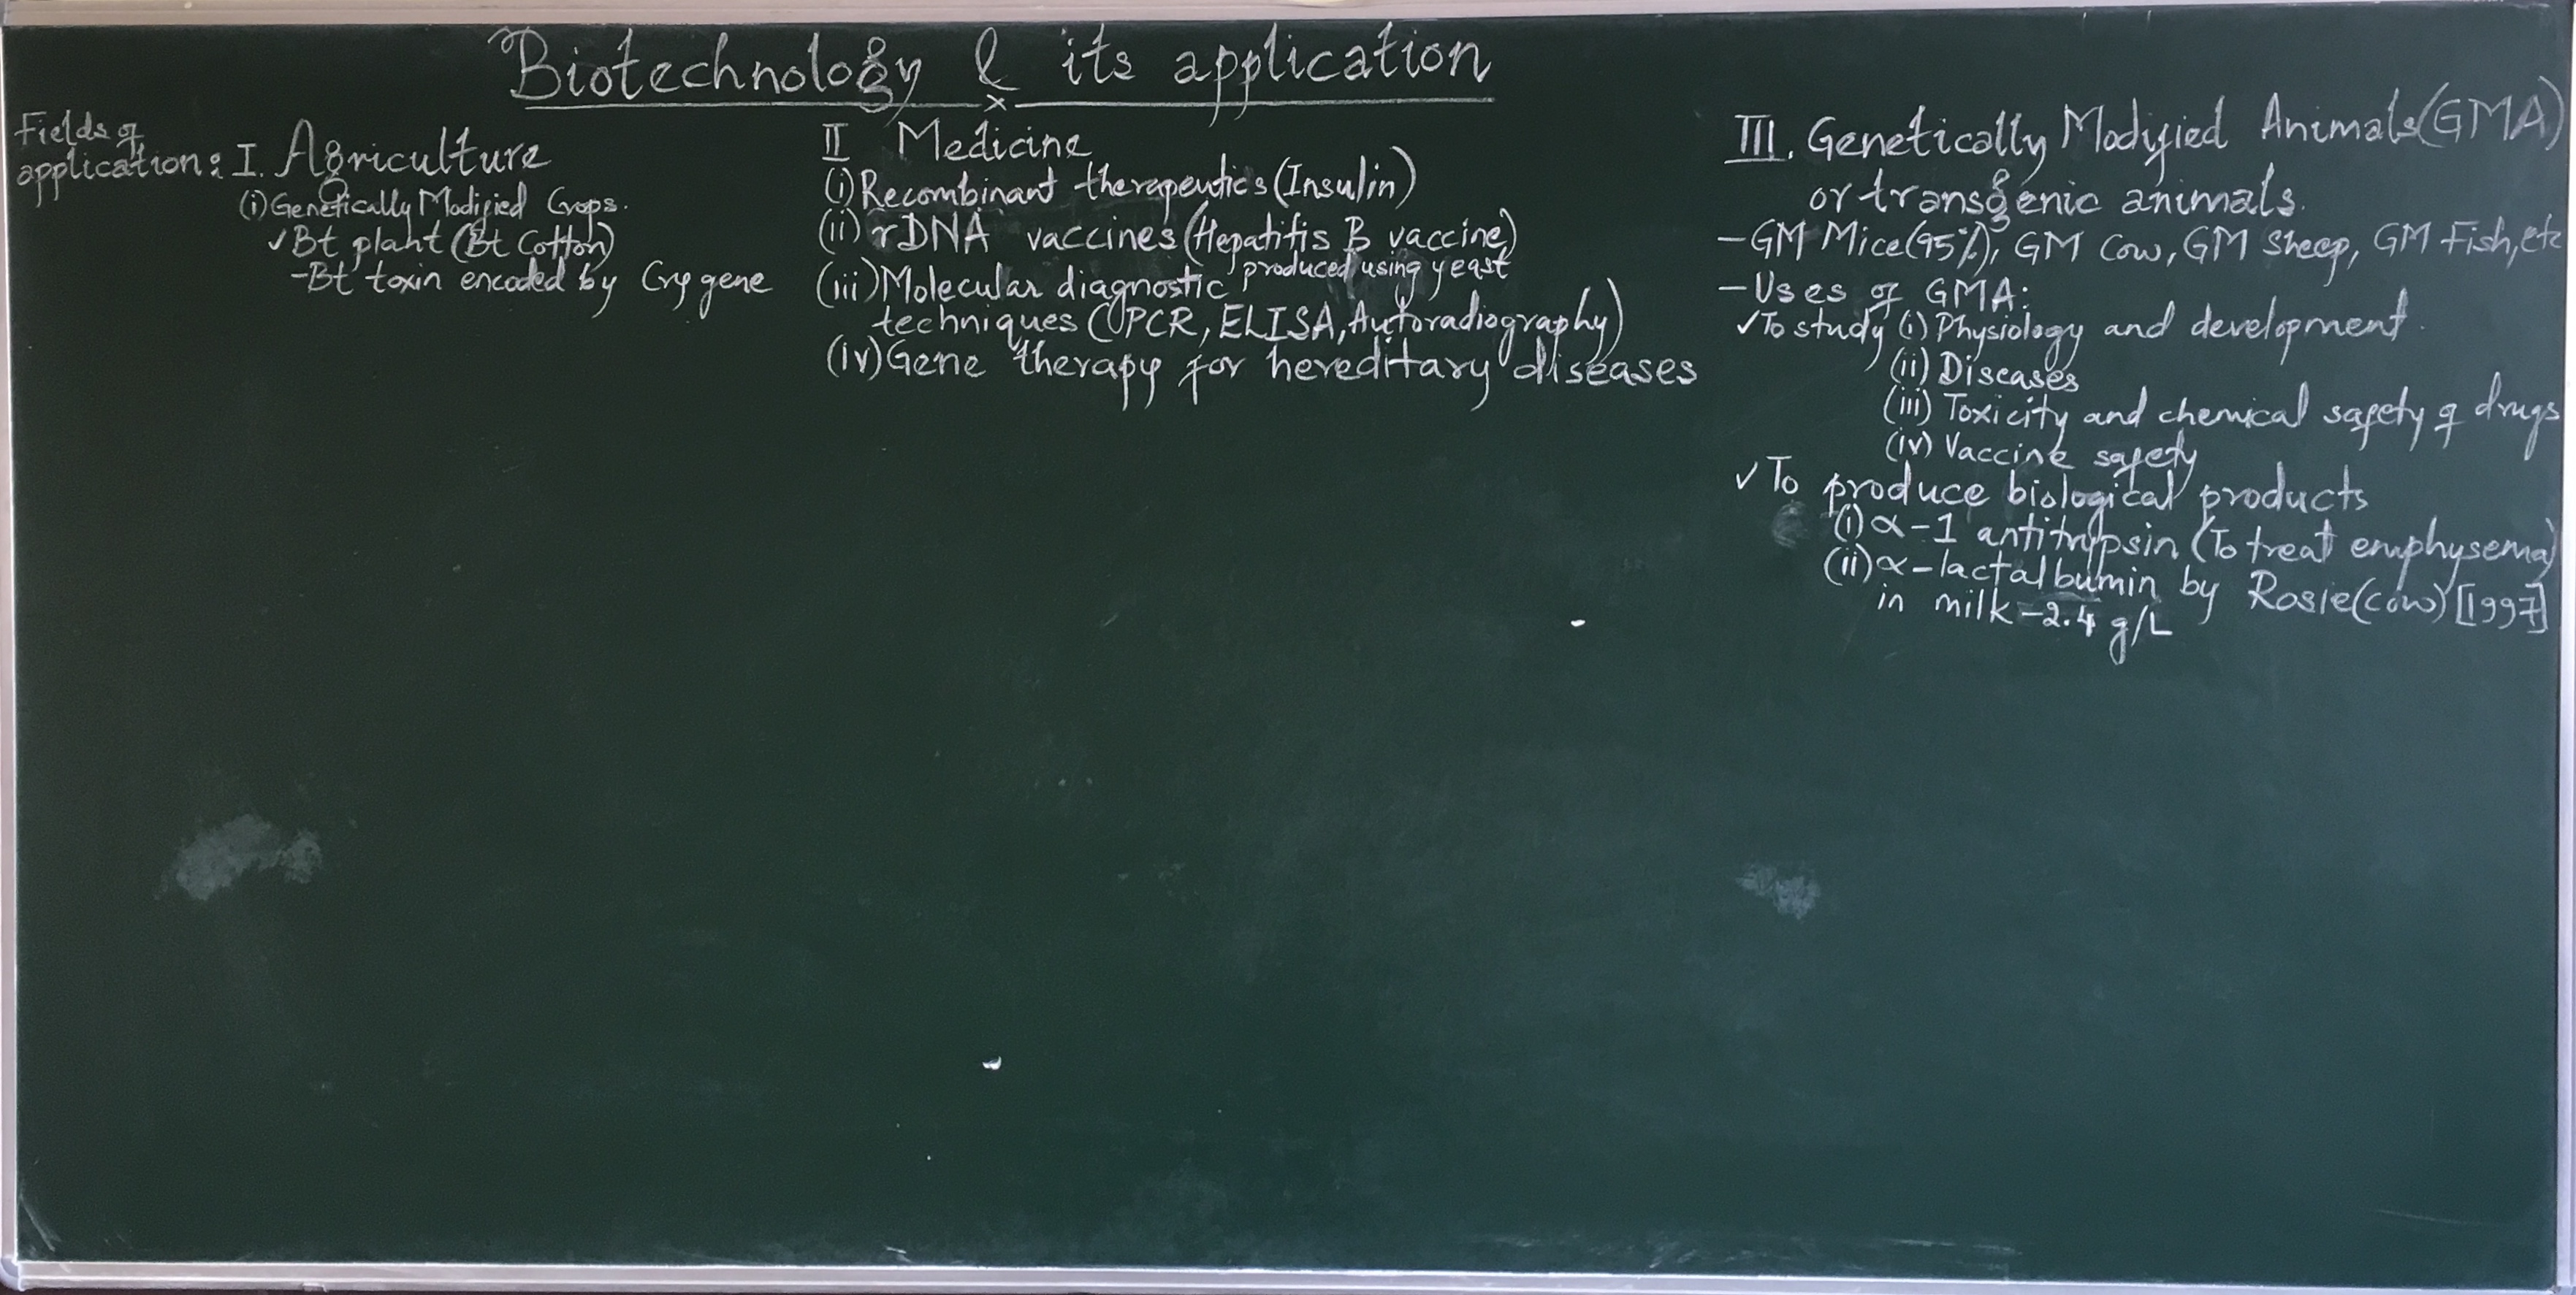 Biotechnology & its application
Fields of
application:
I. Agriculture
(i) Genetically Modified Crops.
✓Bt plant (Bt Cotton)
-Bt toxin encoded by Cry gene
II Medicine
(i) Recombinant therapeutics (Insulin)
(ii) rDNA vaccines (Hepatitis B vaccine)
produced using yeast
(iii) Molecular diagnostic
techniques (PCR, ELISA, Autoradiography)
(iv) Gene therapy for hereditary diseases
III. Genetically Modified Animals (GMA)
or transgenic animals.
-GM Mice (95%), GM Cow, GM Sheep, GM Fish, etc
-Uses of GMA:
✓To study (i) Physiology and development.
(ii) Diseases
(iii) Toxicity and chemical safety of drugs
(iv) Vaccine safety
✓To produce biological products
(i) α-1 antitrypsin (To treat emphysema)
(ii) α-lactalbumin by Rosie (cow) [1997]
in milk -2.4 g/L